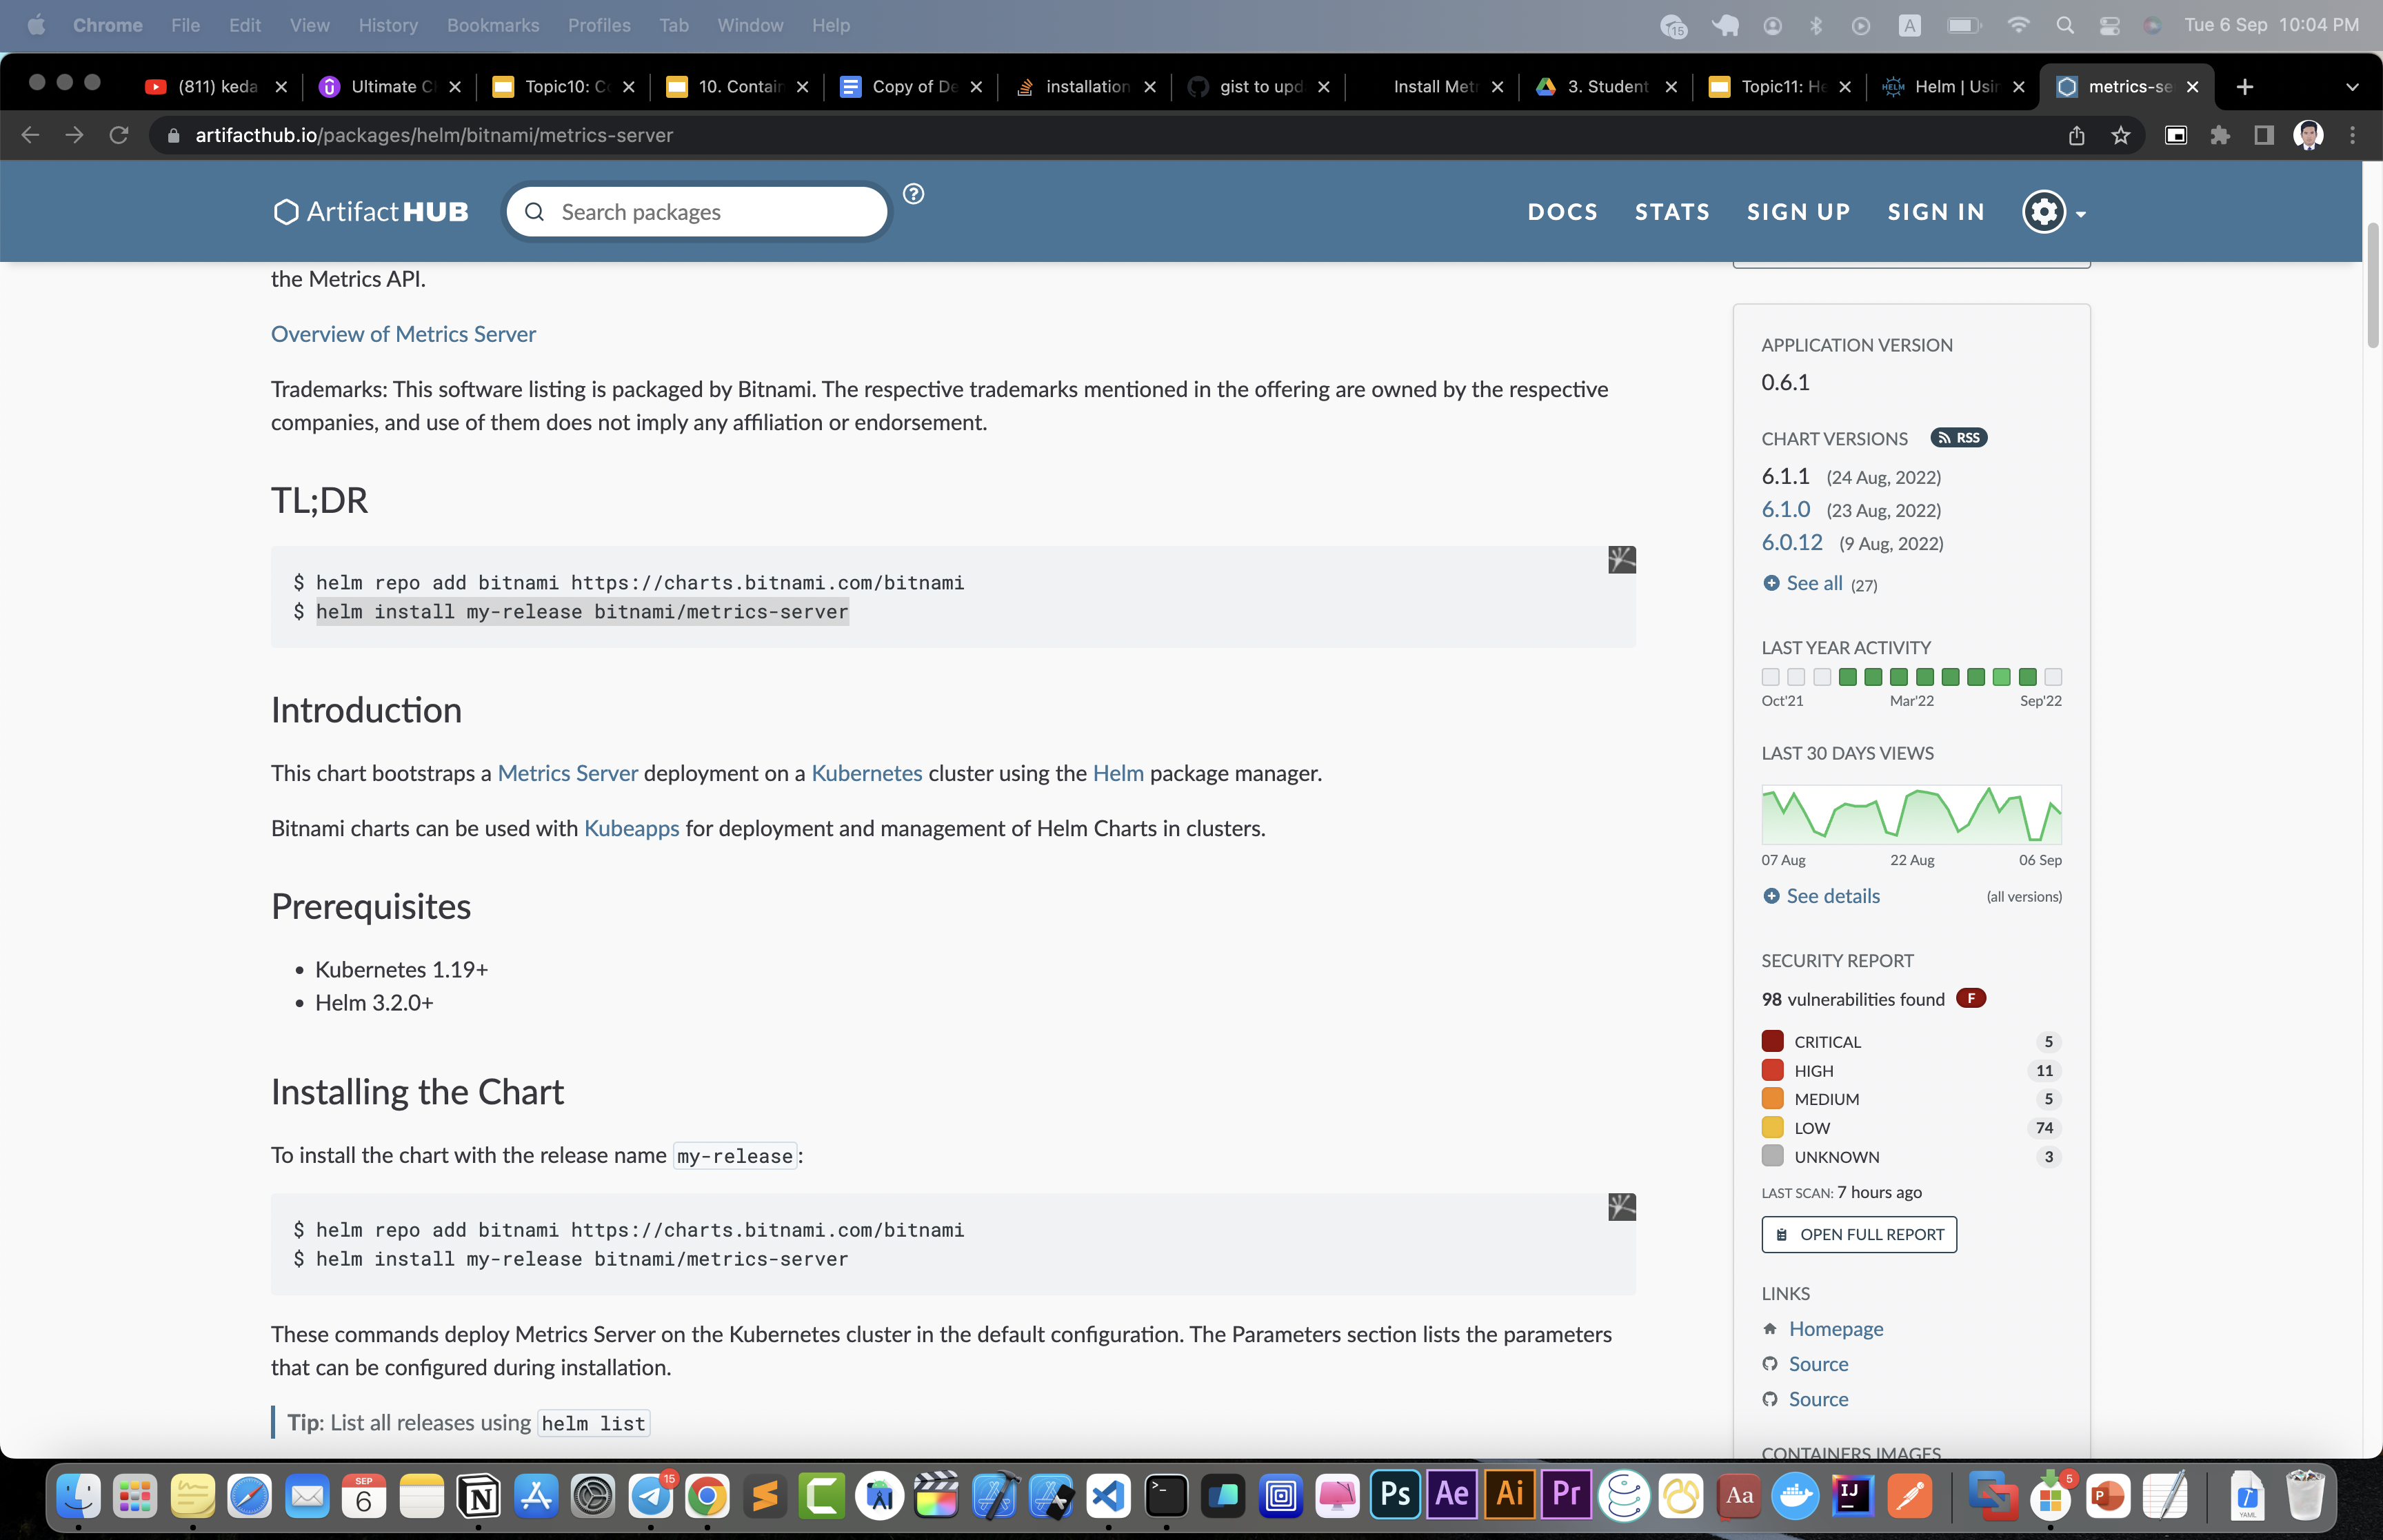 Chrome File Edit View History Bookmarks Profiles Tab Window Help
15 A Tue 6 Sep 10:04 PM
(811) keda Ultimate C Topic10: C 10. Contain Copy of De installation gist to upd Install Metr 3. Student Topic11: He HELM Helm | Usin metrics-se
artifacthub.io/packages/helm/bitnami/metrics-server
Artifact HUB
Search packages
?
DOCS STATS SIGN UP SIGN IN
the Metrics API.
Overview of Metrics Server
Trademarks: This software listing is packaged by Bitnami. The respective trademarks mentioned in the offering are owned by the respective
companies, and use of them does not imply any affiliation or endorsement.
TL;DR
$ helm repo add bitnami https://charts.bitnami.com/bitnami
$ helm install my-release bitnami/metrics-server
Introduction
This chart bootstraps a Metrics Server deployment on a Kubernetes cluster using the Helm package manager.
Bitnami charts can be used with Kubeapps for deployment and management of Helm Charts in clusters.
Prerequisites
• Kubernetes 1.19+
• Helm 3.2.0+
Installing the Chart
To install the chart with the release name my-release:
$ helm repo add bitnami https://charts.bitnami.com/bitnami
$ helm install my-release bitnami/metrics-server
These commands deploy Metrics Server on the Kubernetes cluster in the default configuration. The Parameters section lists the parameters
that can be configured during installation.
Tip: List all releases using helm list
APPLICATION VERSION
0.6.1
CHART VERSIONS RSS
6.1.1 (24 Aug, 2022)
6.1.0 (23 Aug, 2022)
6.0.12 (9 Aug, 2022)
See all (27)
LAST YEAR ACTIVITY
Oct'21 Mar'22 Sep'22
LAST 30 DAYS VIEWS
07 Aug 22 Aug 06 Sep
See details (all versions)
SECURITY REPORT
98 vulnerabilities found F
CRITICAL 5
HIGH 11
MEDIUM 5
LOW 74
UNKNOWN 3
LAST SCAN: 7 hours ago
OPEN FULL REPORT
LINKS
Homepage
Source
Source
CONTAINERS IMAGES
SEP
6
N
15
>_
Ps
Ae
Ai
Pr
Aa
IJ
5
P
YAML